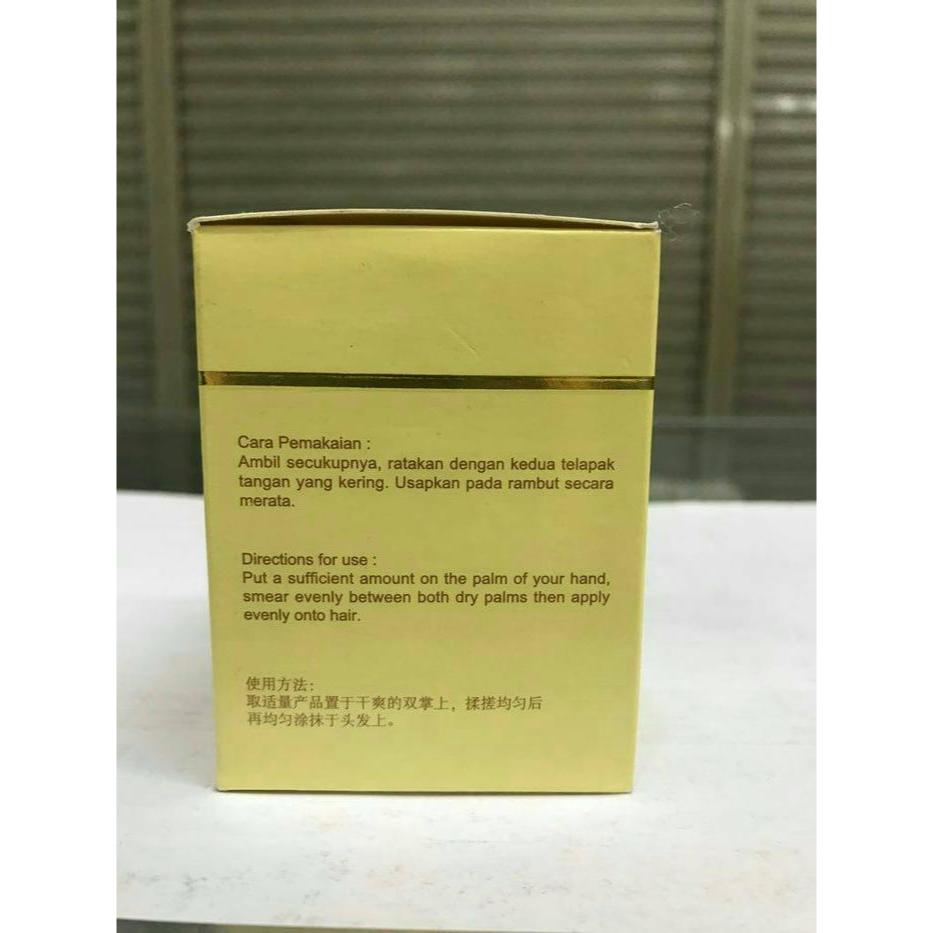 Cara Pemakaian :
Ambil secukupnya, ratakan dengan kedua telapak
tangan yang kering. Usapkan pada rambut secara
merata.
Directions for use :
Put a sufficient amount on the palm of your hand,
smear evenly between both dry palms then apply
evenly onto hair.
使用方法:
取适量产品置于干爽的双掌上，揉搓均匀后
再均匀涂抹于头发上。